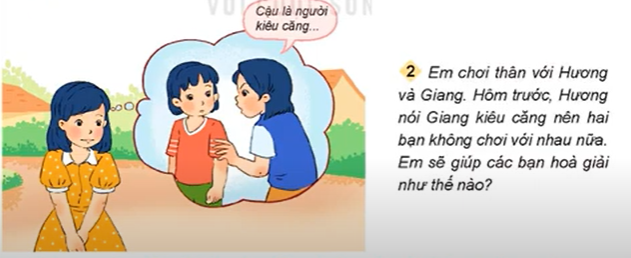 Cậu là người
kiêu căng...
2 Em chơi thân với Hương
và Giang. Hôm trước, Hương
nói Giang kiêu căng nên hai
bạn không chơi với nhau nữa.
Em sẽ giúp các bạn hoà giải
như thế nào?